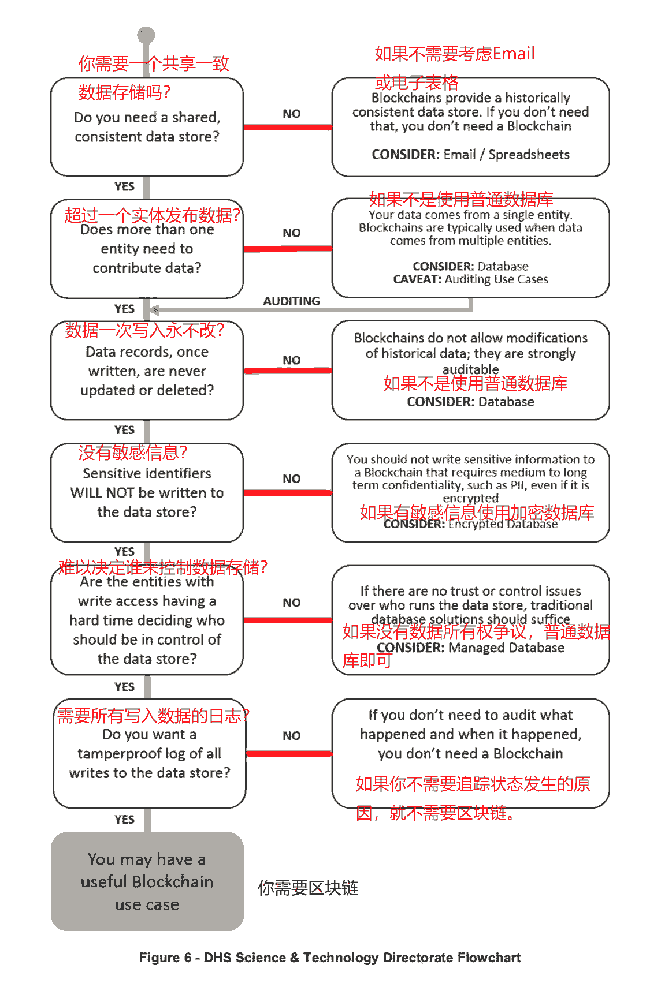 你需要一个共享一致
数据存储吗?
Do you need a shared,
consistent data store?
NO
如果不需要考虑Email
或电子表格
Blockchains provide a historically
consistent data store. If you don't need
that, you don't need a Blockchain
CONSIDER: Email / Spreadsheets
YES
超过一个实体发布数据?
Does more than one
entity need to
contribute data?
NO
如果不是使用普通数据库
Your data comes from a single entity.
Blockchains are typically used when data
comes from multiple entities.
CONSIDER: Database
CAVEAT: Auditing Use Cases
AUDITING
YES
数据一次写入永不改?
Data records, once
written, are never
updated or deleted?
NO
Blockchains do not allow modifications
of historical data; they are strongly
auditable
如果不是使用普通数据库
CONSIDER: Database
YES
没有敏感信息?
Sensitive identifiers
WILL NOT be written to
the data store?
NO
You should not write sensitive information to
a Blockchain that requires medium to long
term confidentiality, such as PII, even if it is
encrypted
如果有敏感信息使用加密数据库
CONSIDER: Encrypted Database
YES
难以决定谁来控制数据存储?
Are the entities with
write access having a
hard time deciding who
should be in control of
the data store?
NO
If there are no trust or control issues
over who runs the data store, traditional
database solutions should suffice
如果没有数据所有权争议，普通数据
CONSIDER: Managed Database
库即可
YES
需要所有写入数据的日志?
Do you want a
tamperproof log of all
writes to the data store?
NO
If you don't need to audit what
happened and when it happened,
you don't need a Blockchain
如果你不需要追踪状态发生的原
因，就不需要区块链。
YES
You may have a
useful Blockchain
use case
你需要区块链
Figure 6 - DHS Science & Technology Directorate Flowchart